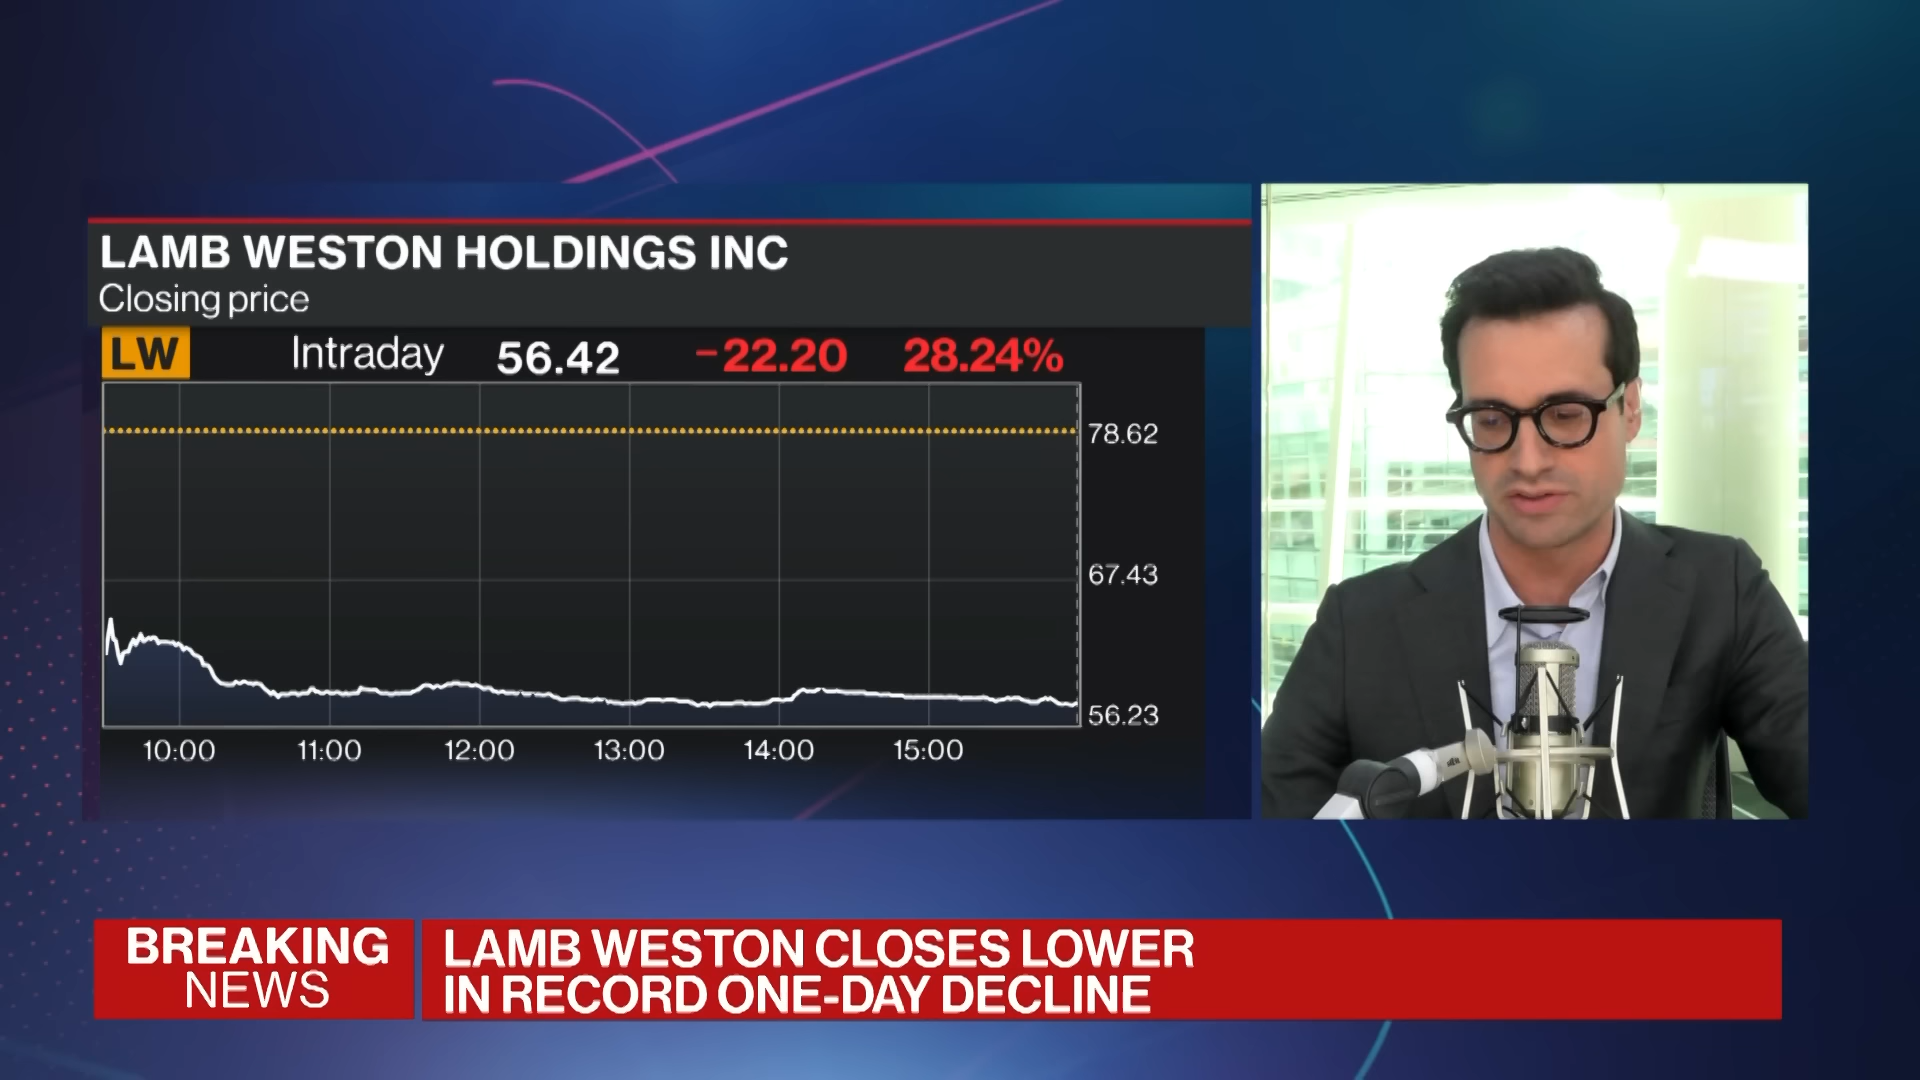 LAMB WESTON HOLDINGS INC
Closing price
LW Intraday 56.42 -22.20 28.24%
78.62
67.43
56.23
10:00 11:00 12:00 13:00 14:00 15:00
BREAKING
NEWS
LAMB WESTON CLOSES LOWER
IN RECORD ONE-DAY DECLINE